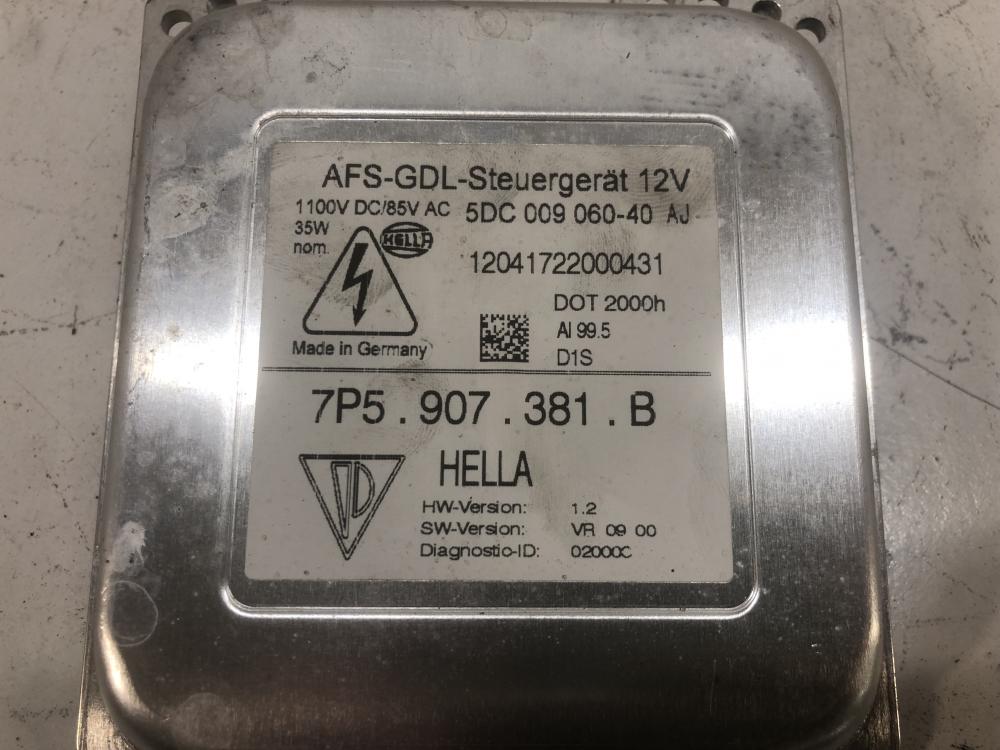 AFS-GDL-Steuergerät 12V
1100V DC/85V AC 5DC 009 060-40 AJ
35W
nom.
HELLA
12041722000431
DOT 2000h
Al 99.5
D1S
Made in Germany
7P5 . 907 . 381 . B
HELLA
HW-Version: 1.2
SW-Version: VR 09 00
Diagnostic-ID: